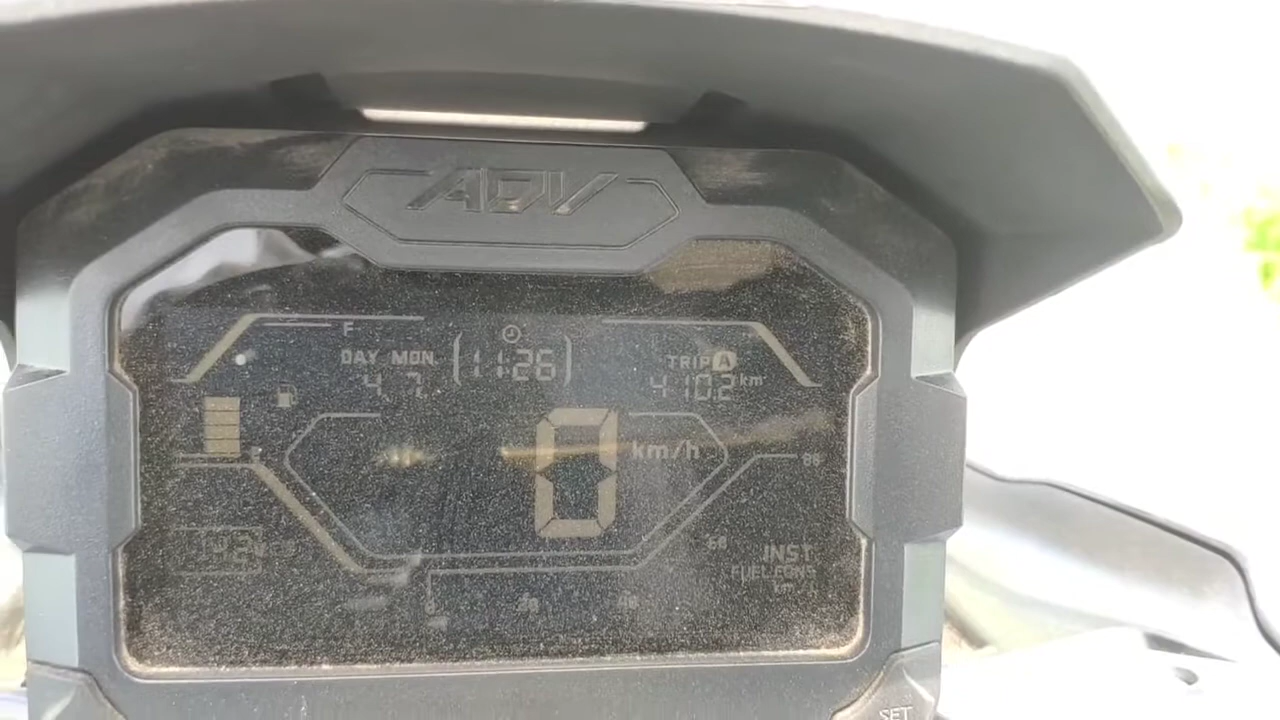 ADV
F
DAY MON
4 7
11:26
TRIP A
410.2 km
0 km/h
E
80
60
INST
FUEL CONS
0 20 40
SET